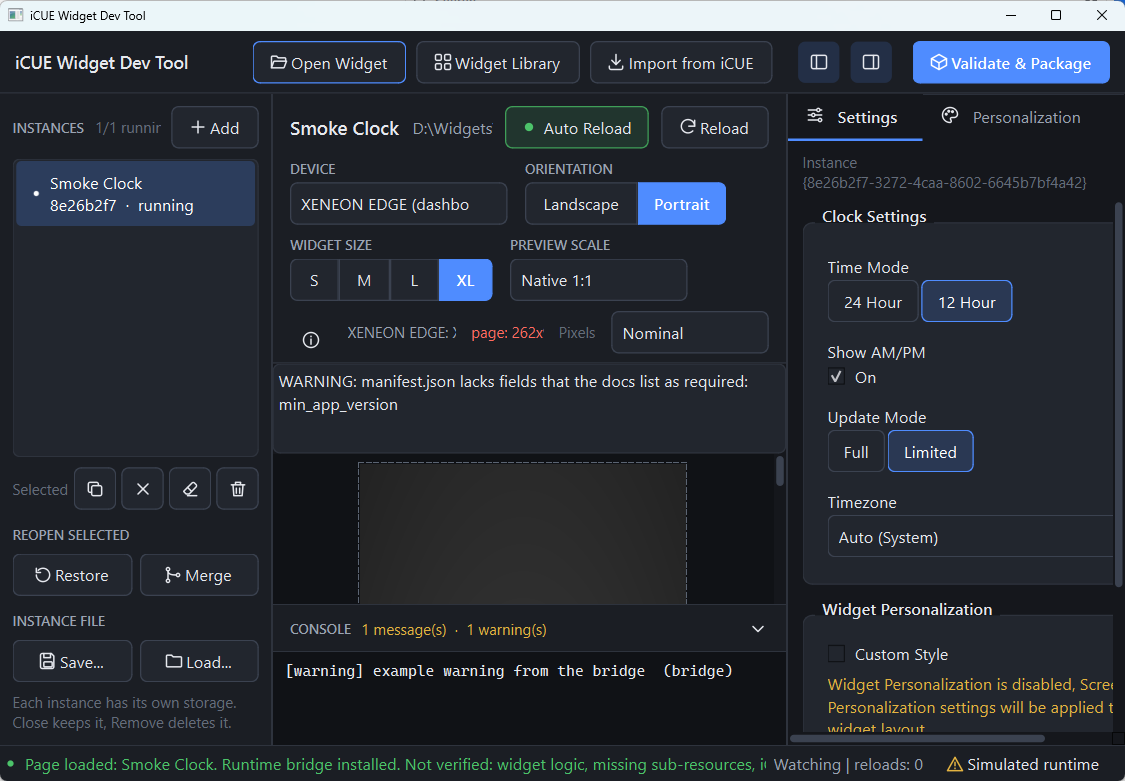 iCUE Widget Dev Tool
iCUE Widget Dev Tool
Open Widget
Widget Library
Import from iCUE
Validate & Package
INSTANCES 1/1 runnir
Add
Smoke Clock
8e26b2f7 · running
Selected
REOPEN SELECTED
Restore
Merge
INSTANCE FILE
Save...
Load...
Each instance has its own storage.
Close keeps it, Remove deletes it.
Smoke Clock D:\Widgets
Auto Reload
Reload
DEVICE
XENEON EDGE (dashbo
ORIENTATION
Landscape
Portrait
WIDGET SIZE
S
M
L
XL
PREVIEW SCALE
Native 1:1
XENEON EDGE:
page: 262x
Pixels
Nominal
WARNING: manifest.json lacks fields that the docs list as required:
min_app_version
CONSOLE 1 message(s) · 1 warning(s)
[warning] example warning from the bridge (bridge)
Settings
Personalization
Instance
{8e26b2f7-3272-4caa-8602-6645b7bf4a42}
Clock Settings
Time Mode
24 Hour
12 Hour
Show AM/PM
On
Update Mode
Full
Limited
Timezone
Auto (System)
Widget Personalization
Custom Style
Widget Personalization is disabled, Scree
Personalization settings will be applied t
widget layout
Page loaded: Smoke Clock. Runtime bridge installed. Not verified: widget logic, missing sub-resources,
Watching | reloads: 0
Simulated runtime